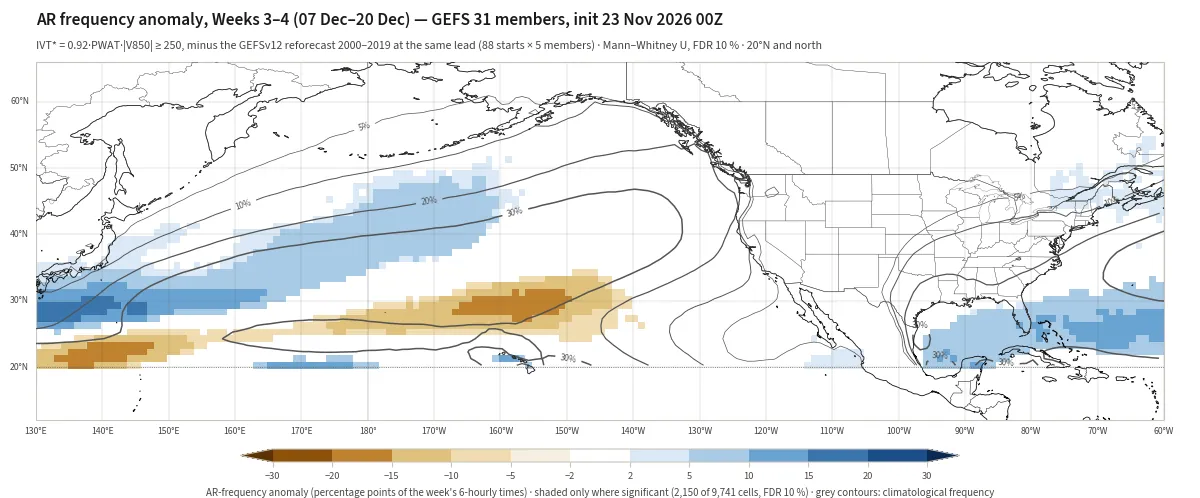 AR frequency anomaly, Weeks 3–4 (07 Dec–20 Dec) — GEFS 31 members, init 23 Nov 2026 00Z
IVT* = 0.92·PWAT·|V850| ≥ 250, minus the GEFSv12 reforecast 2000–2019 at the same lead (88 starts × 5 members) · Mann–Whitney U, FDR 10 % · 20°N and north
60°N
5%
50°N
10%
20%
30%
5%
20%
40°N
30°N
30%
30%
30%
30%
20°N
130°E 140°E 150°E 160°E 180° 170°W 160°W 150°W 140°W 130°W 120°W 110°W 100°W 90°W 80°W 70°W 60°W
−30 −20 −15 −10 −5 −2 2 5 10 15 20 30
AR-frequency anomaly (percentage points of the week's 6-hourly times) · shaded only where significant (2,150 of 9,741 cells, FDR 10 %) · grey contours: climatological frequency